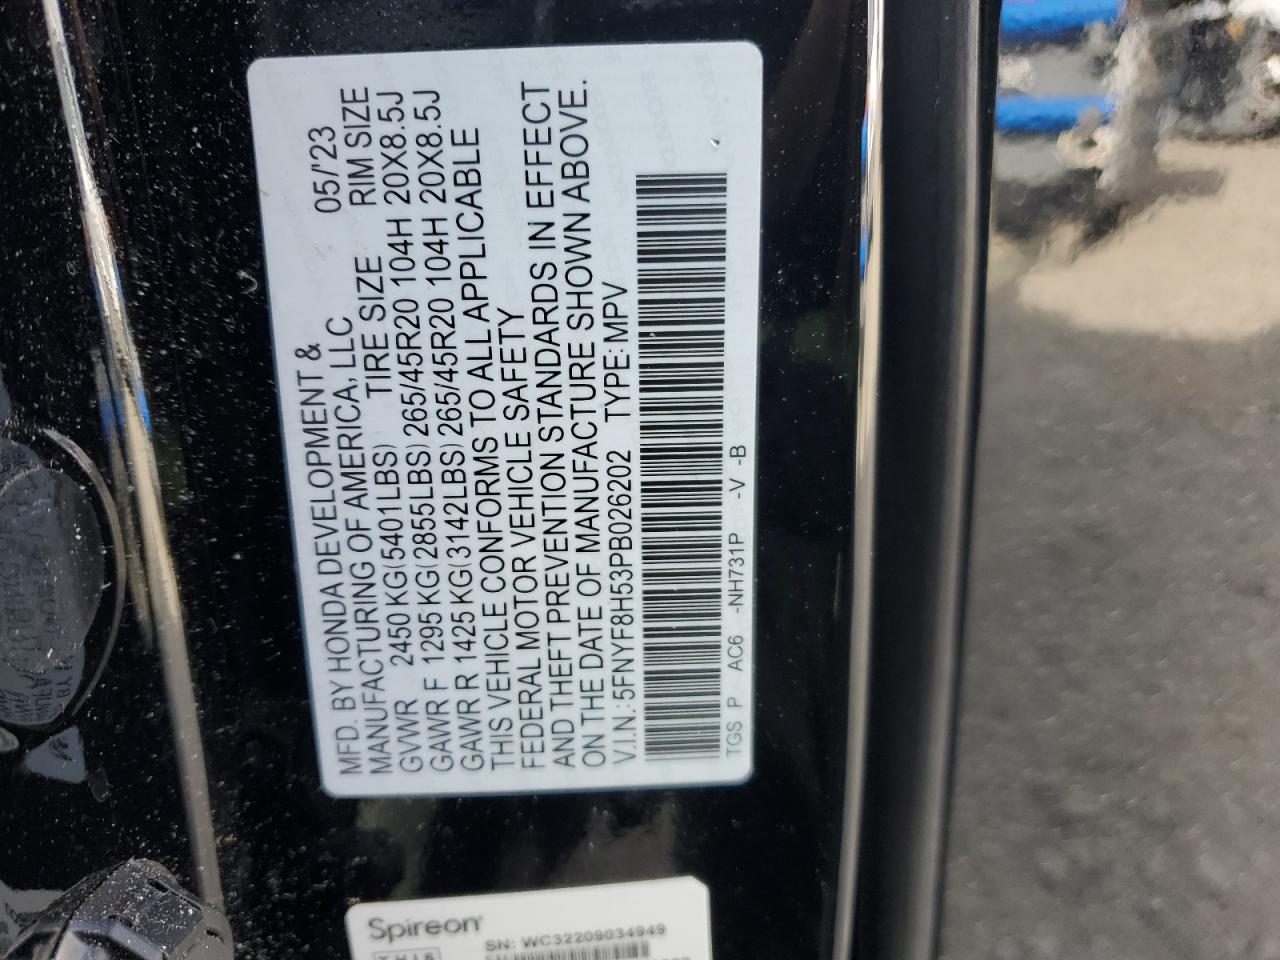 MFD. BY HONDA DEVELOPMENT &
MANUFACTURING OF AMERICA, LLC 05/'23
GVWR 2450 KG(5401LBS) TIRE SIZE RIM SIZE
GAWR F 1295 KG(2855LBS) 265/45R20 104H 20X8.5J
GAWR R 1425 KG(3142LBS) 265/45R20 104H 20X8.5J
THIS VEHICLE CONFORMS TO ALL APPLICABLE
FEDERAL MOTOR VEHICLE SAFETY
AND THEFT PREVENTION STANDARDS IN EFFECT
ON THE DATE OF MANUFACTURE SHOWN ABOVE.
V.I.N.:5FNYF8H53PB026202 TYPE: MPV
TGS P AC6 -NH731P -V -B
Spireon
SN: WC32209034949
THIS